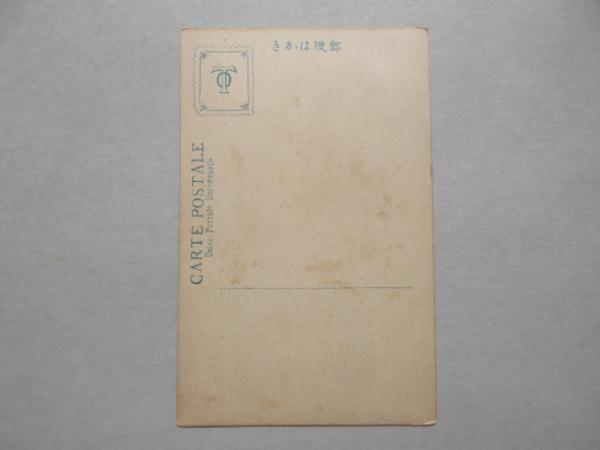 きかは便郵
CARTE POSTALE
Union Postale Universelle